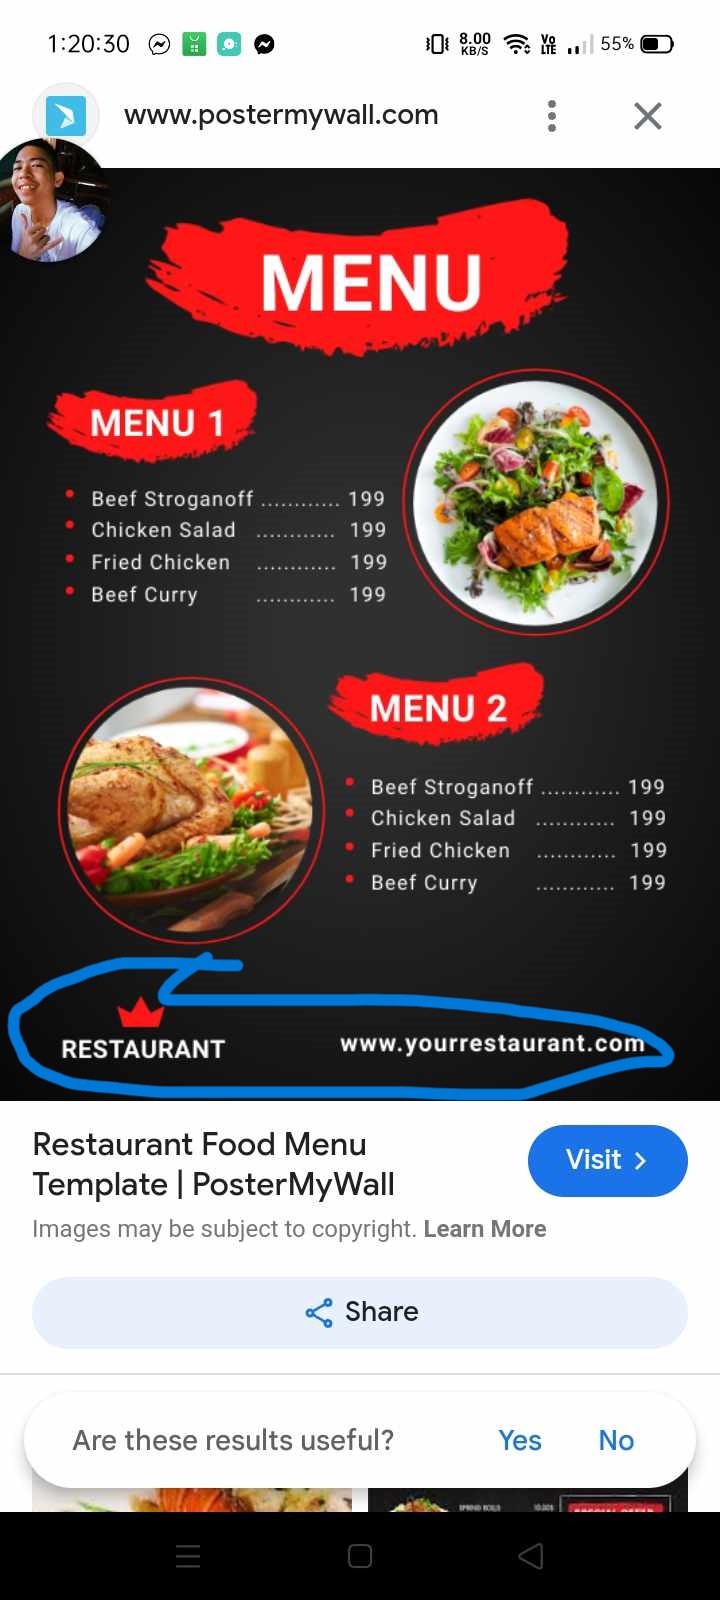 1:20:30
8.00
KB/S
Vo
LTE
55%
www.postermywall.com
MENU
MENU 1
Beef Stroganoff ............ 199
Chicken Salad ............ 199
Fried Chicken ............ 199
Beef Curry ............ 199
MENU 2
Beef Stroganoff ............ 199
Chicken Salad ............ 199
Fried Chicken ............ 199
Beef Curry ............ 199
RESTAURANT
www.yourrestaurant.com
Restaurant Food Menu
Template | PosterMyWall
Visit
Images may be subject to copyright. Learn More
Share
Are these results useful? Yes No
SPRING ROLLS